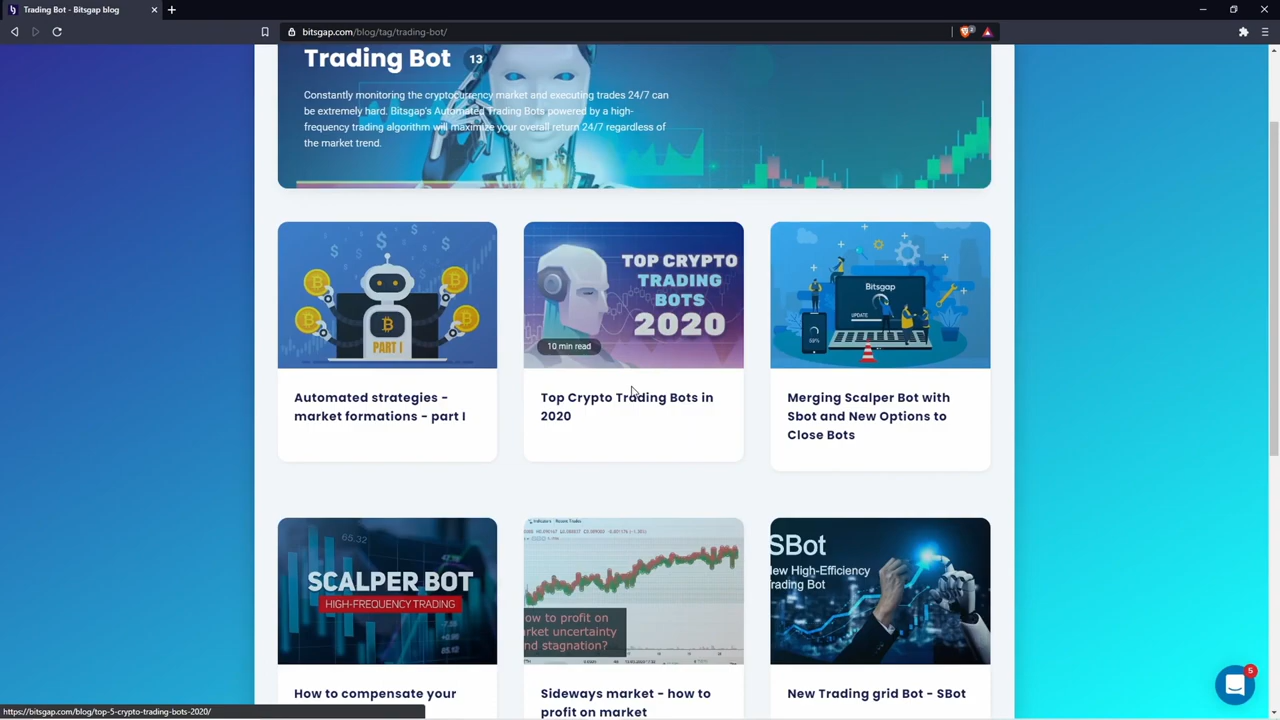 Trading Bot - Bitsgap blog
bitsgap.com/blog/tag/trading-bot/
Trading Bot 13
Constantly monitoring the cryptocurrency market and executing trades 24/7 can
be extremely hard. Bitsgap's Automated Trading Bots powered by a high-
frequency trading algorithm will maximize your overall return 24/7 regardless of
the market trend.
PART I
Automated strategies -
market formations - part I
TOP CRYPTO
TRADING
BOTS
2020
10 min read
Top Crypto Trading Bots in
2020
Bitsgap
UPDATE
Merging Scalper Bot with
Sbot and New Options to
Close Bots
65.32
SCALPER BOT
HIGH-FREQUENCY TRADING
How to compensate your
ow to profit on
rket uncertainty
nd stagnation?
Sideways market - how to
profit on market
SBot
ew High-Efficiency
rading Bot
New Trading grid Bot - SBot
5
https://bitsgap.com/blog/top-5-crypto-trading-bots-2020/